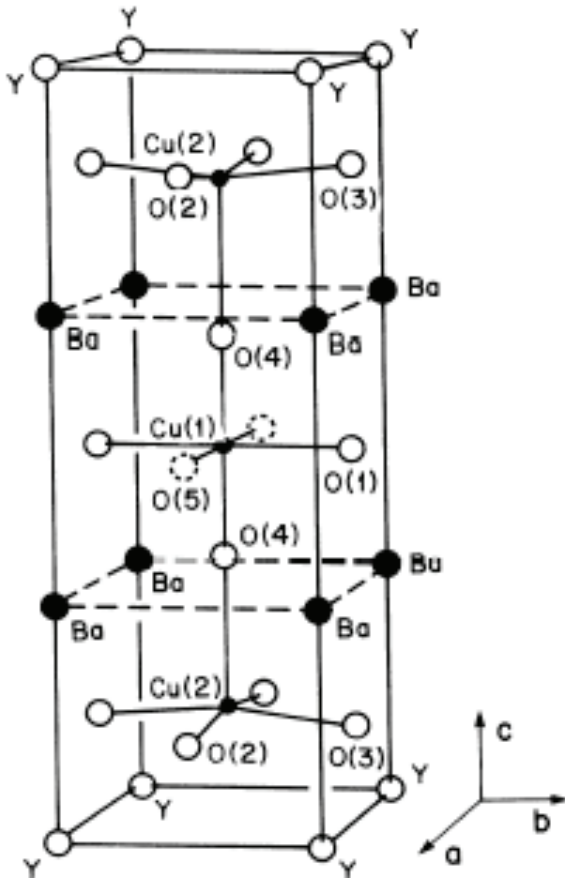 Y
Y
Y
Y
Cu(2)
O(2)
O(3)
Ba
Ba
Ba
O(4)
Cu(1)
O(1)
O(5)
O(4)
Ba
Bu
Ba
Ba
Cu(2)
O(2)
O(3)
Y
Y
Y
Y
c
b
a